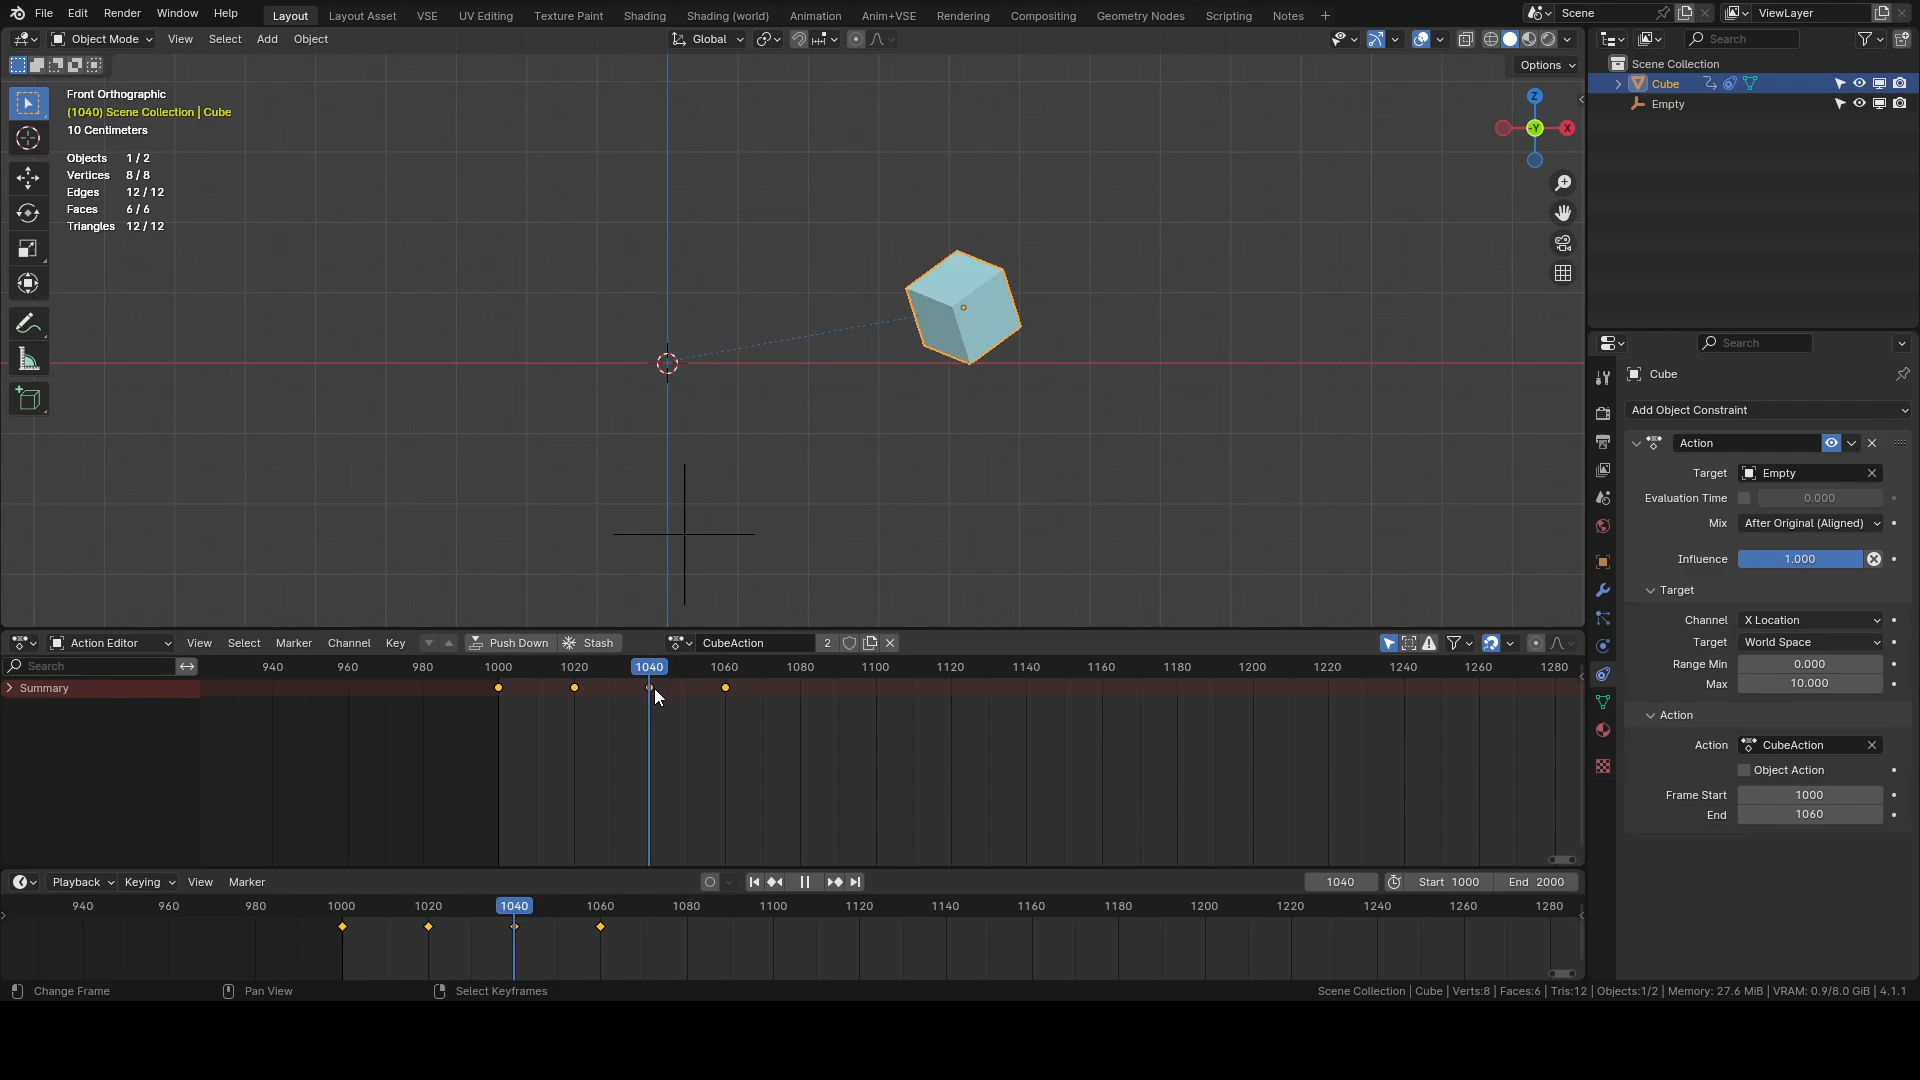 File Edit Render Window Help Layout Layout Asset VSE UV Editing Texture Paint Shading Shading (world) Animation Anim+VSE Rendering Compositing Geometry Nodes Scripting Notes + Scene ViewLayer
Object Mode View Select Add Object Global Search
Options
Scene Collection
Cube
Empty
Front Orthographic
(1040) Scene Collection | Cube
10 Centimeters
Objects 1 / 2
Vertices 8 / 8
Edges 12 / 12
Faces 6 / 6
Triangles 12 / 12
Z
-Y X
Search
Cube
Add Object Constraint
Action
Target Empty
Evaluation Time 0.000
Mix After Original (Aligned)
Influence 1.000
Target
Channel X Location
Target World Space
Range Min 0.000
Max 10.000
Action
Action CubeAction
Object Action
Frame Start 1000
End 1060
Action Editor View Select Marker Channel Key Push Down Stash CubeAction 2
Search 940 960 980 1000 1020 1040 1060 1080 1100 1120 1140 1160 1180 1200 1220 1240 1260 1280
Summary
Playback Keying View Marker 1040 Start 1000 End 2000
940 960 980 1000 1020 1040 1060 1080 1100 1120 1140 1160 1180 1200 1220 1240 1260 1280
Change Frame Pan View Select Keyframes Scene Collection | Cube | Verts:8 | Faces:6 | Tris:12 | Objects:1/2 | Memory: 27.6 MiB | VRAM: 0.9/8.0 GiB | 4.1.1